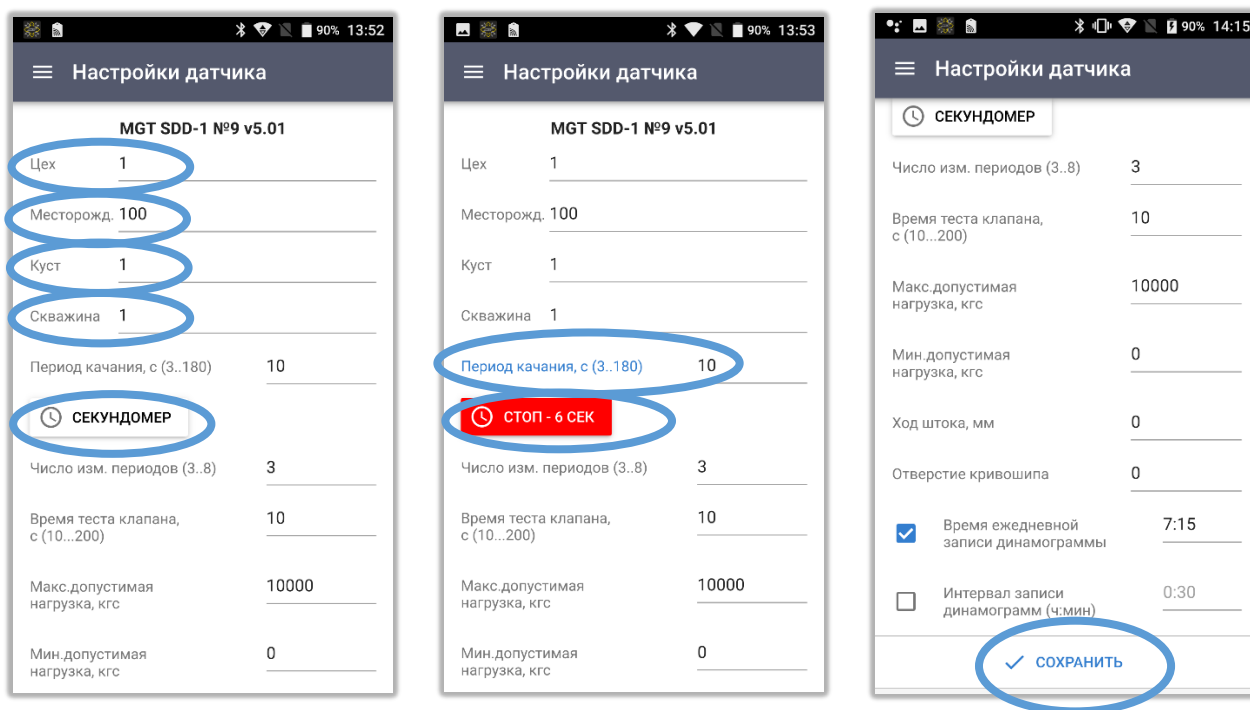 90% 13:52
Настройки датчика
MGT SDD-1 №9 v5.01
Цех 1
Месторожд. 100
Куст 1
Скважина 1
Период качания, с (3..180) 10
СЕКУНДОМЕР
Число изм. периодов (3..8) 3
Время теста клапана, 10
с (10...200)
Макс.допустимая 10000
нагрузка, кгс
Мин.допустимая 0
нагрузка, кгс
90% 13:53
Настройки датчика
MGT SDD-1 №9 v5.01
Цех 1
Месторожд. 100
Куст 1
Скважина 1
Период качания, с (3..180) 10
СТОП - 6 СЕК
Число изм. периодов (3..8) 3
Время теста клапана, 10
с (10...200)
Макс.допустимая 10000
нагрузка, кгс
Мин.допустимая 0
нагрузка, кгс
90% 14:15
Настройки датчика
СЕКУНДОМЕР
Число изм. периодов (3..8) 3
Время теста клапана, 10
с (10...200)
Макс.допустимая 10000
нагрузка, кгс
Мин.допустимая 0
нагрузка, кгс
Ход штока, мм 0
Отверстие кривошипа 0
Время ежедневной 7:15
записи динамограммы
Интервал записи 0:30
динамограмм (ч:мин)
СОХРАНИТЬ